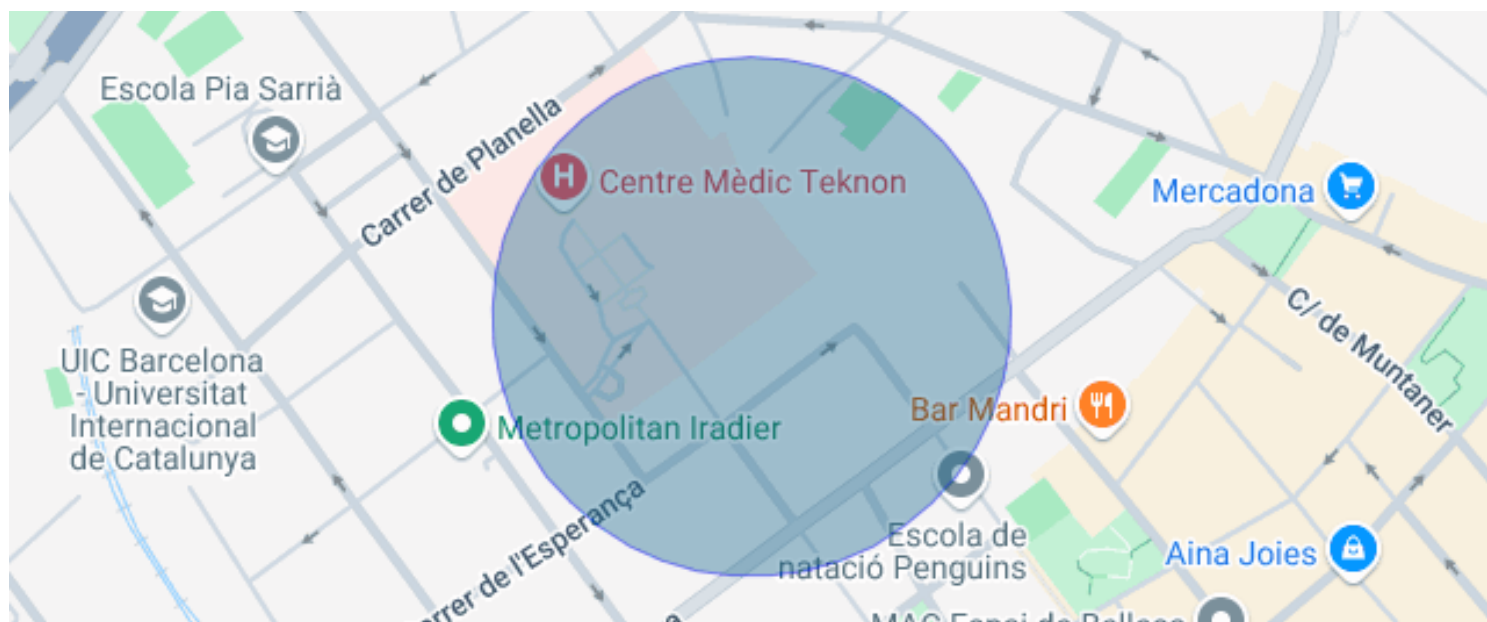 Escola Pia Sarrià
Carrer de Planella
H
Centre Mèdic Teknon
Mercadona
C/ de Muntaner
UIC Barcelona
- Universitat
Internacional
de Catalunya
Metropolitan Iradier
Bar Mandri
Carrer de l'Esperança
Escola de
natació Penguins
Aina Joies